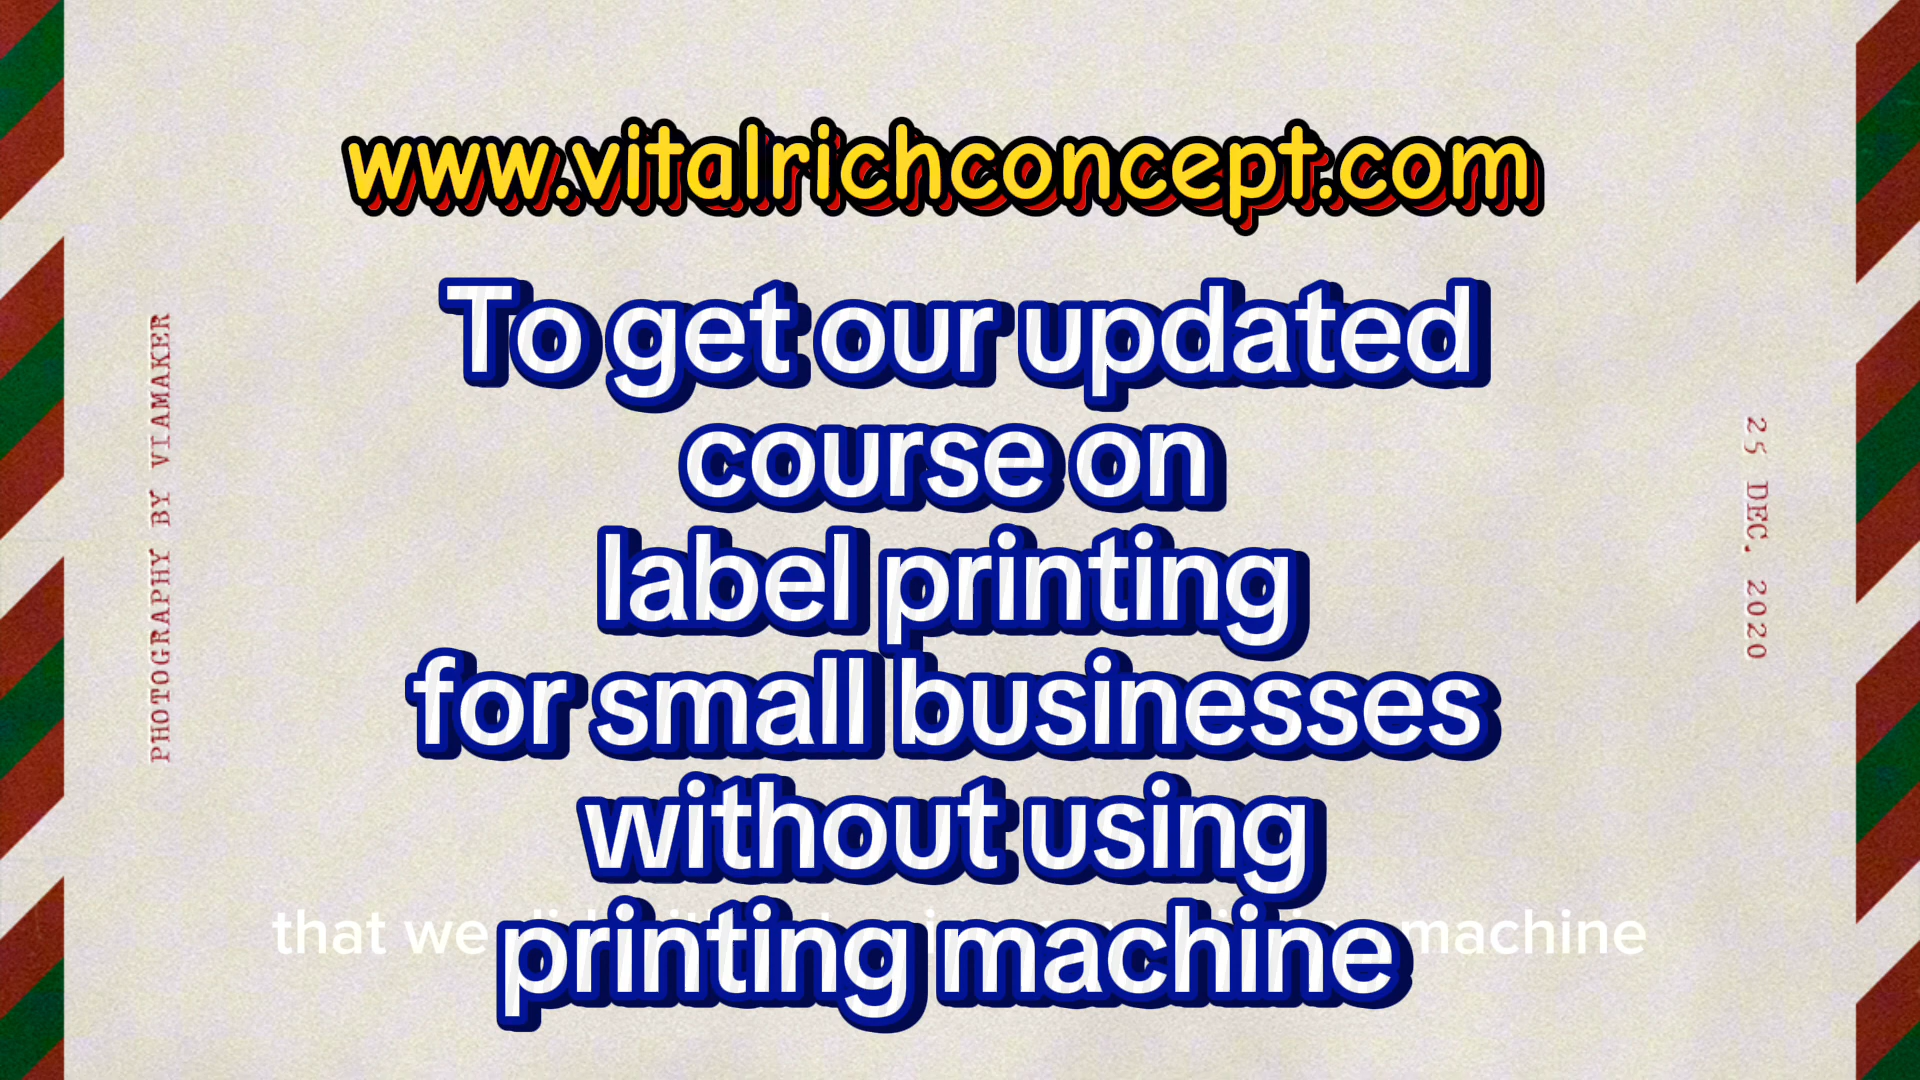 www.vitalrichconcept.com
To get our updated
course on
label printing
for small businesses
without using
printing machine
that we machine
PHOTOGRAPHY BY VIAMAKER
25 DEC. 2020